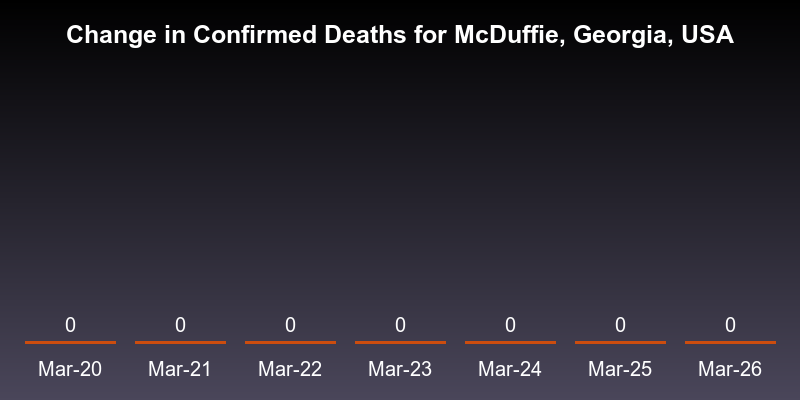 Change in Confirmed Deaths for McDuffie, Georgia, USA
0 0 0 0 0 0 0
Mar-20 Mar-21 Mar-22 Mar-23 Mar-24 Mar-25 Mar-26